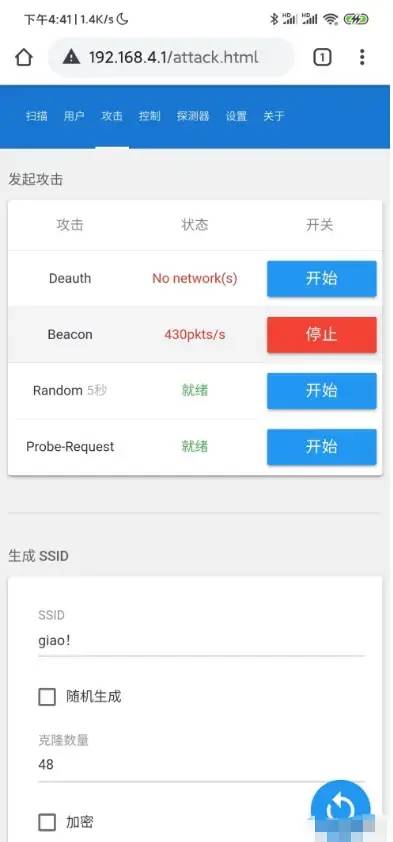 下午4:41 | 1.4K/s
192.168.4.1/attack.html
1
扫描 用户 攻击 控制 探测器 设置 关于
发起攻击
攻击 状态 开关
Deauth No network(s) 开始
Beacon 430pkts/s 停止
Random 5秒 就绪 开始
Probe-Request 就绪 开始
生成 SSID
SSID
giao!
随机生成
克隆数量
48
加密